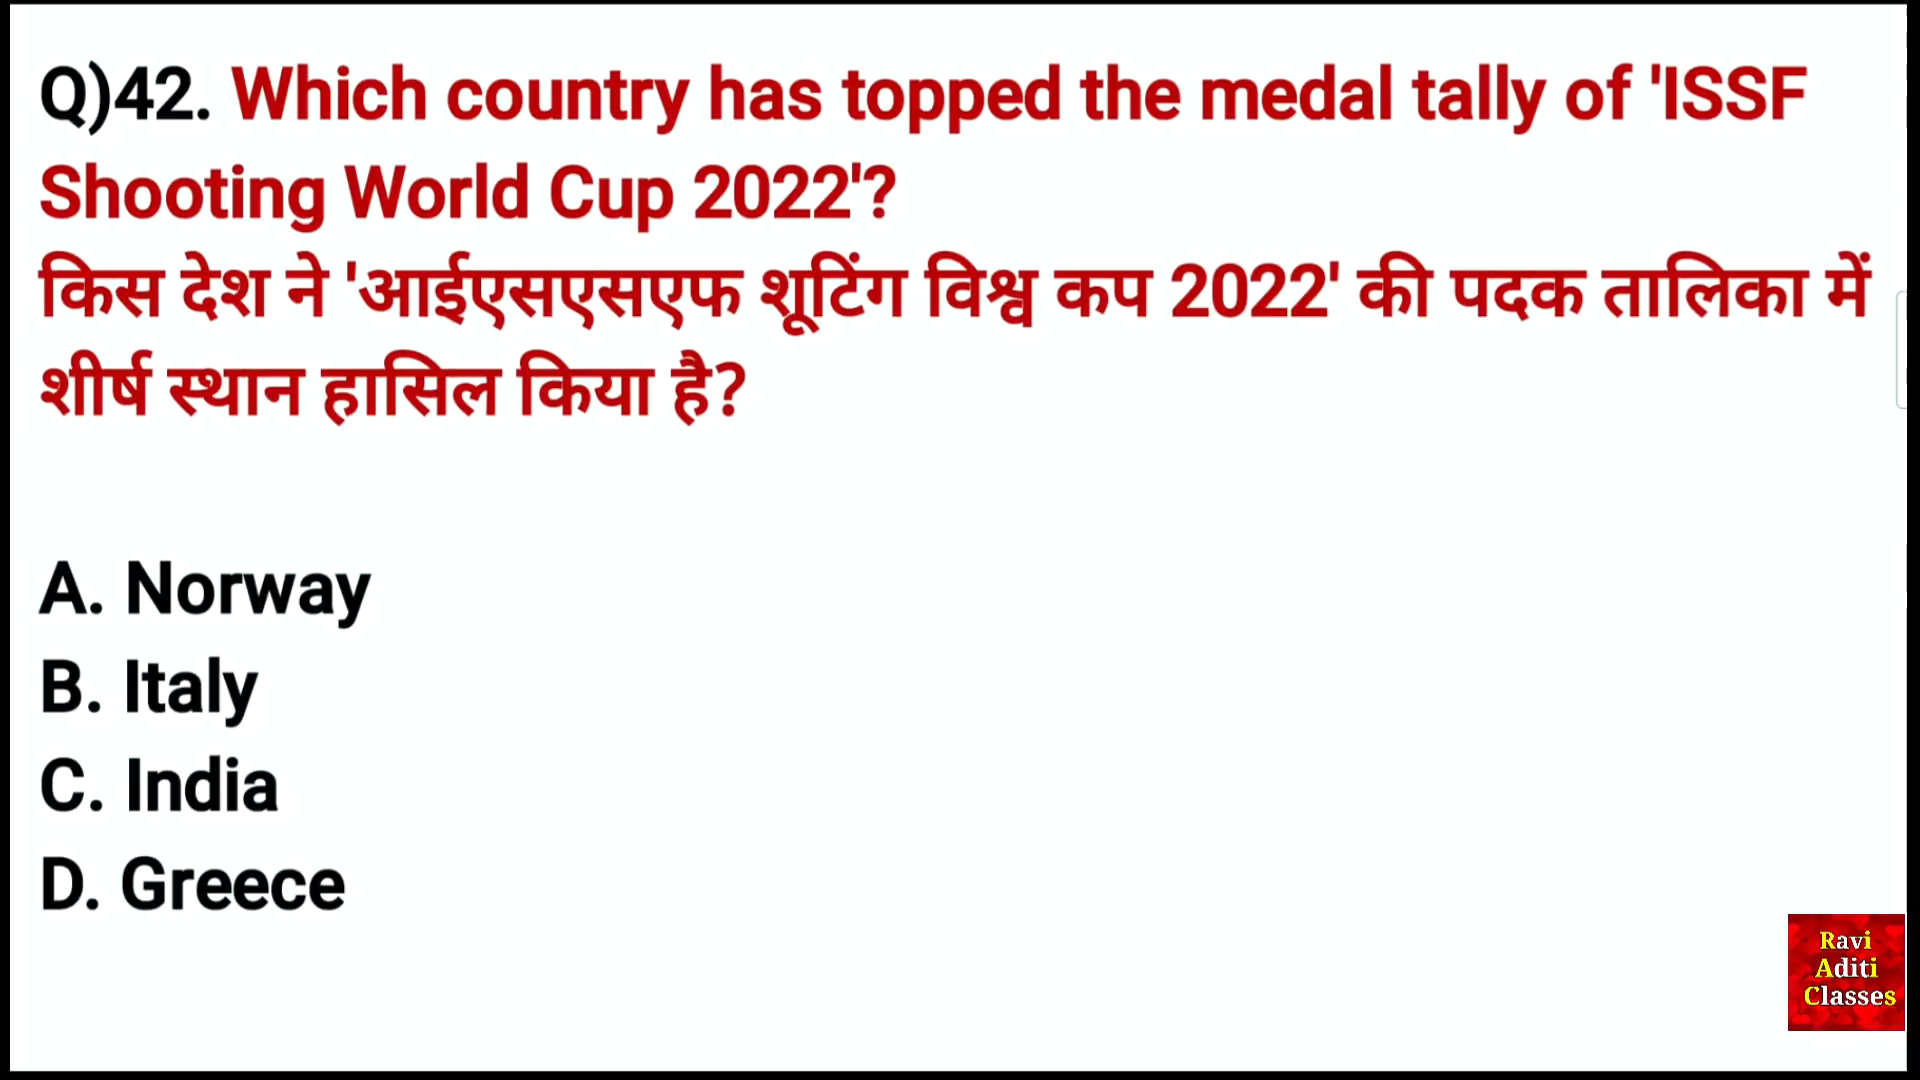 Q)42. Which country has topped the medal tally of 'ISSF
Shooting World Cup 2022'?
किस देश ने 'आईएसएसएफ शूटिंग विश्व कप 2022' की पदक तालिका में
शीर्ष स्थान हासिल किया है?
A. Norway
B. Italy
C. India
D. Greece
Ravi
Aditi
Classes